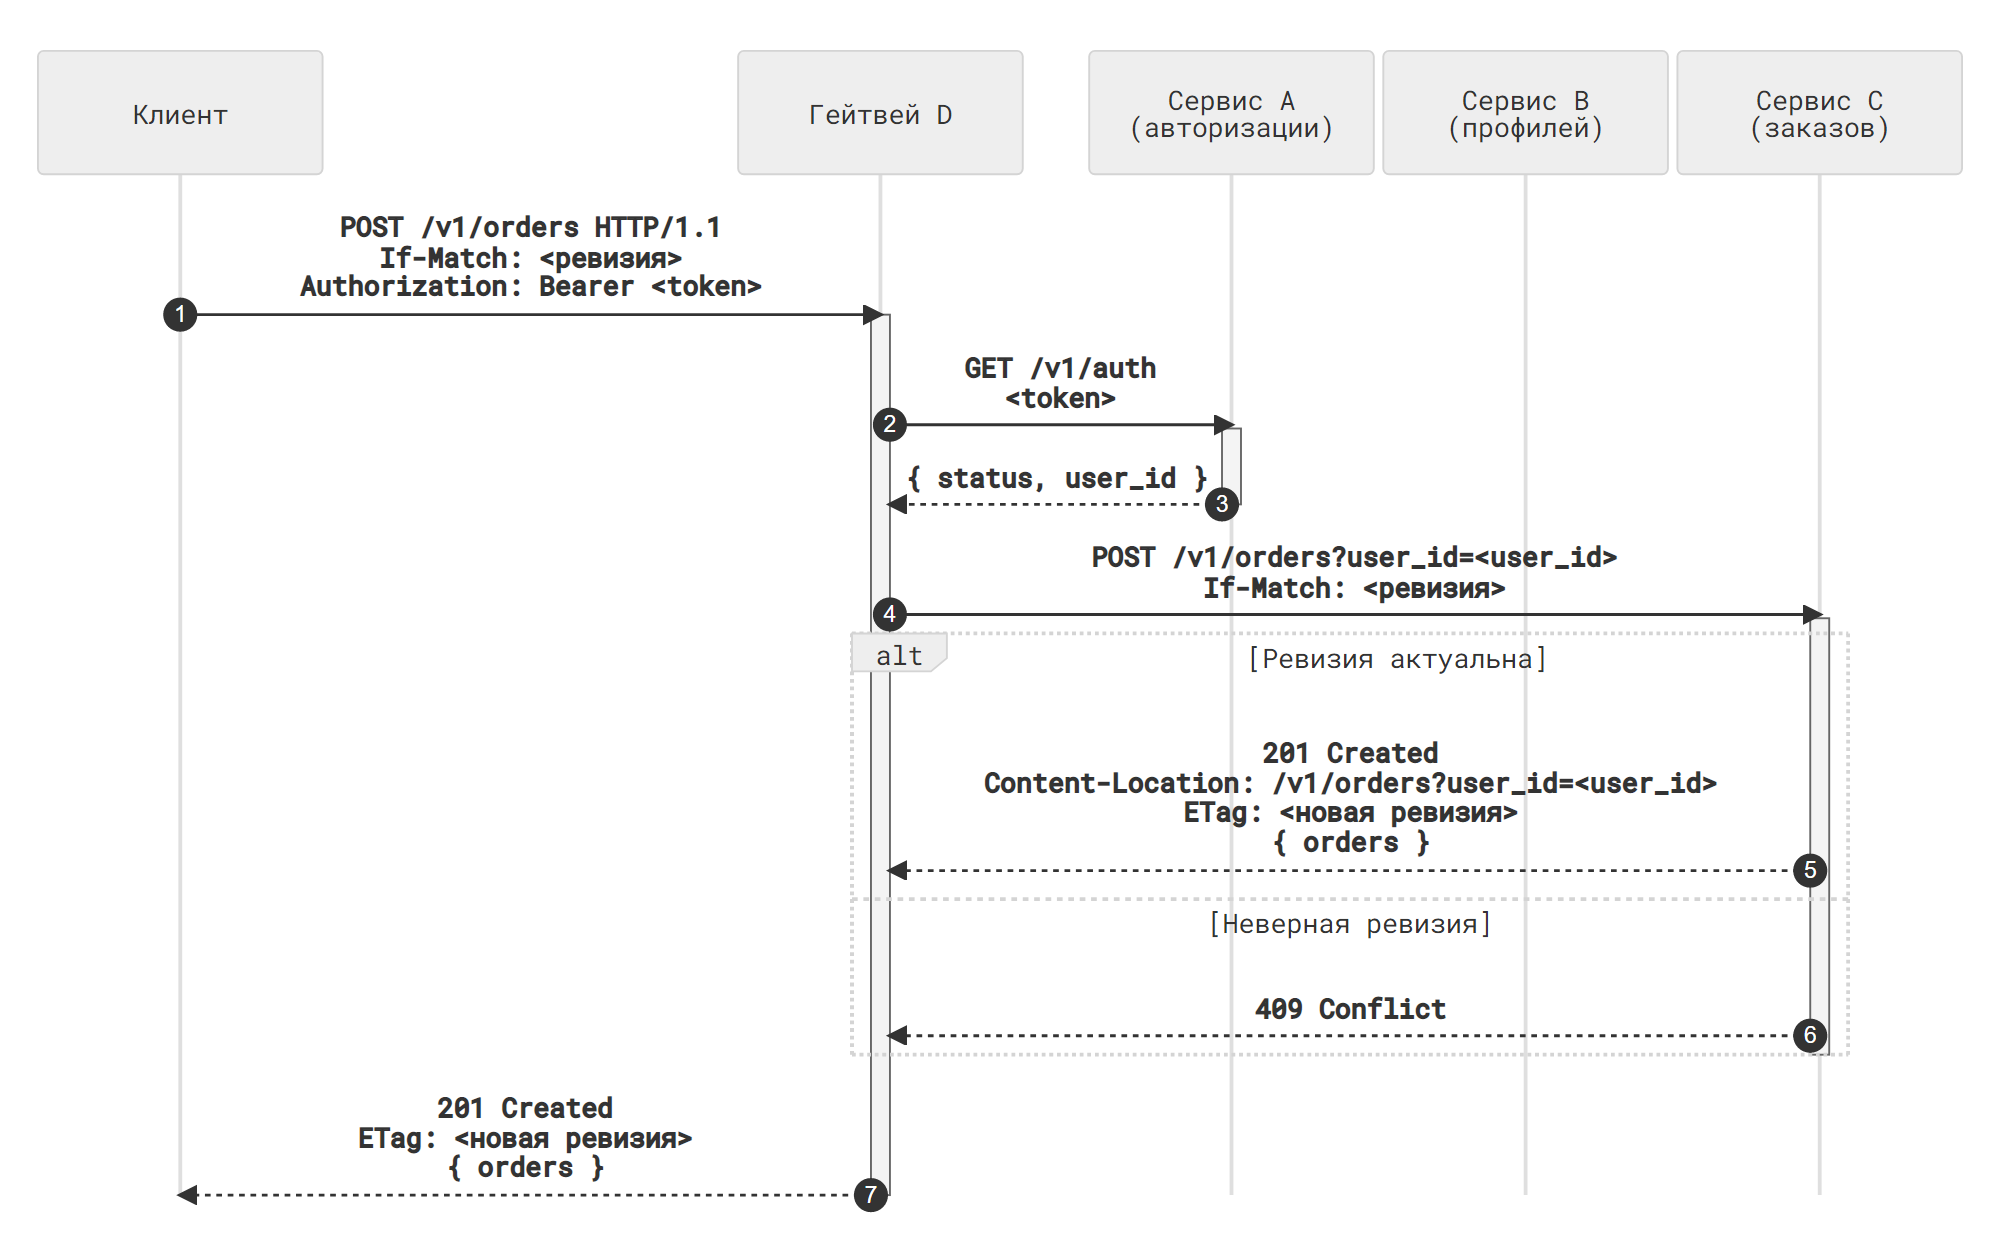 Клиент
Гейтвей D
Сервис A
(авторизации)
Сервис B
(профилей)
Сервис C
(заказов)
POST /v1/orders HTTP/1.1
If-Match: <ревизия>
Authorization: Bearer <token>
1
GET /v1/auth
<token>
2
{ status, user_id }
3
POST /v1/orders?user_id=<user_id>
If-Match: <ревизия>
4
alt
[Ревизия актуальна]
201 Created
Content-Location: /v1/orders?user_id=<user_id>
ETag: <новая ревизия>
{ orders }
5
[Неверная ревизия]
409 Conflict
6
201 Created
ETag: <новая ревизия>
{ orders }
7